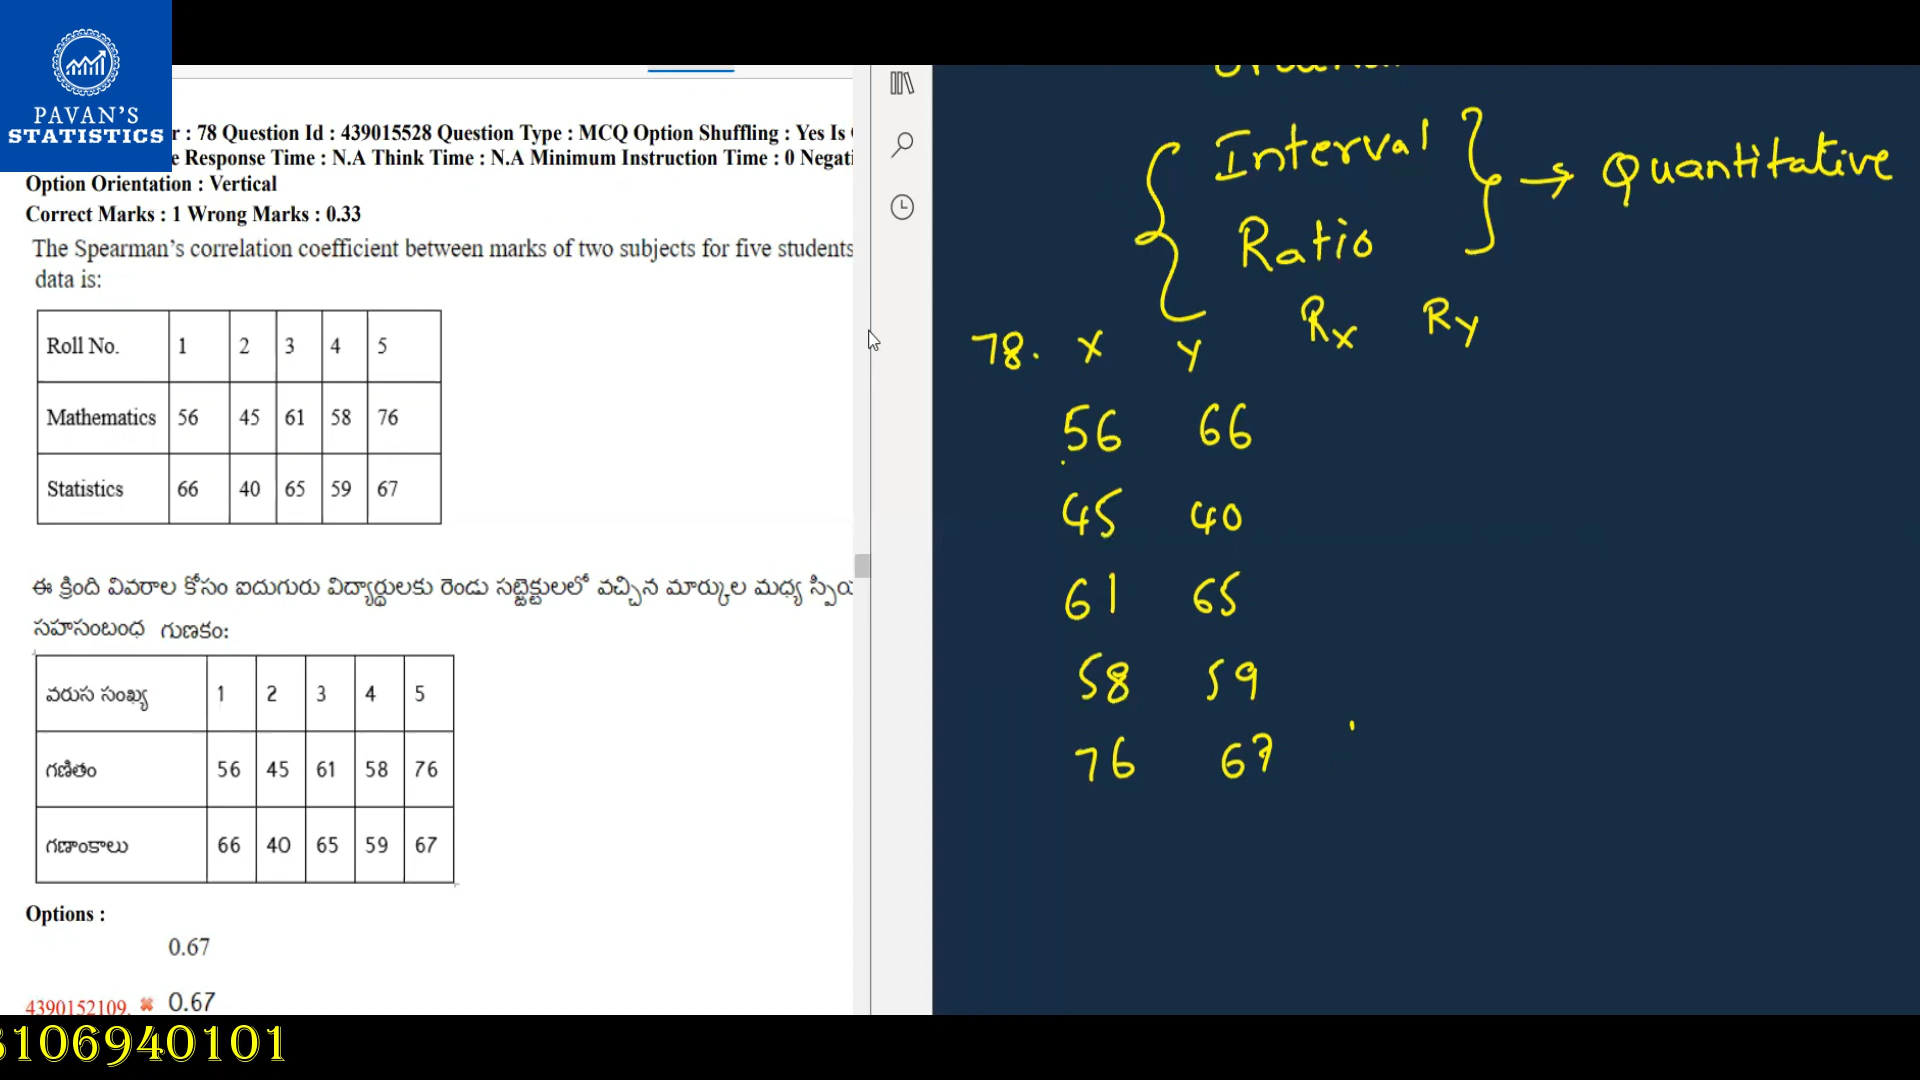 PAVAN'S
STATISTICS
r : 78 Question Id : 439015528 Question Type : MCQ Option Shuffling : Yes Is
e Response Time : N.A Think Time : N.A Minimum Instruction Time : 0 Negati
Option Orientation : Vertical
Correct Marks : 1 Wrong Marks : 0.33
The Spearman's correlation coefficient between marks of two subjects for five students
data is:
Roll No. 1 2 3 4 5
Mathematics 56 45 61 58 76
Statistics 66 40 65 59 67
ఈ క్రింది వివరాల కోసం ఐదుగురు విద్యార్థులకు రెండు సబ్జెక్టులలో వచ్చిన మార్కుల మధ్య స్పియ
సహసంబంధ గుణకం:
వరుస సంఖ్య 1 2 3 4 5
గణితం 56 45 61 58 76
గణాంకాలు 66 40 65 59 67
Options :
0.67
4390152109. ✖ 0.67
3106940101
Interval
Ratio
→ Quantitative
78. X Y Rx Ry
56 66
45 40
61 65
58 59
76 67